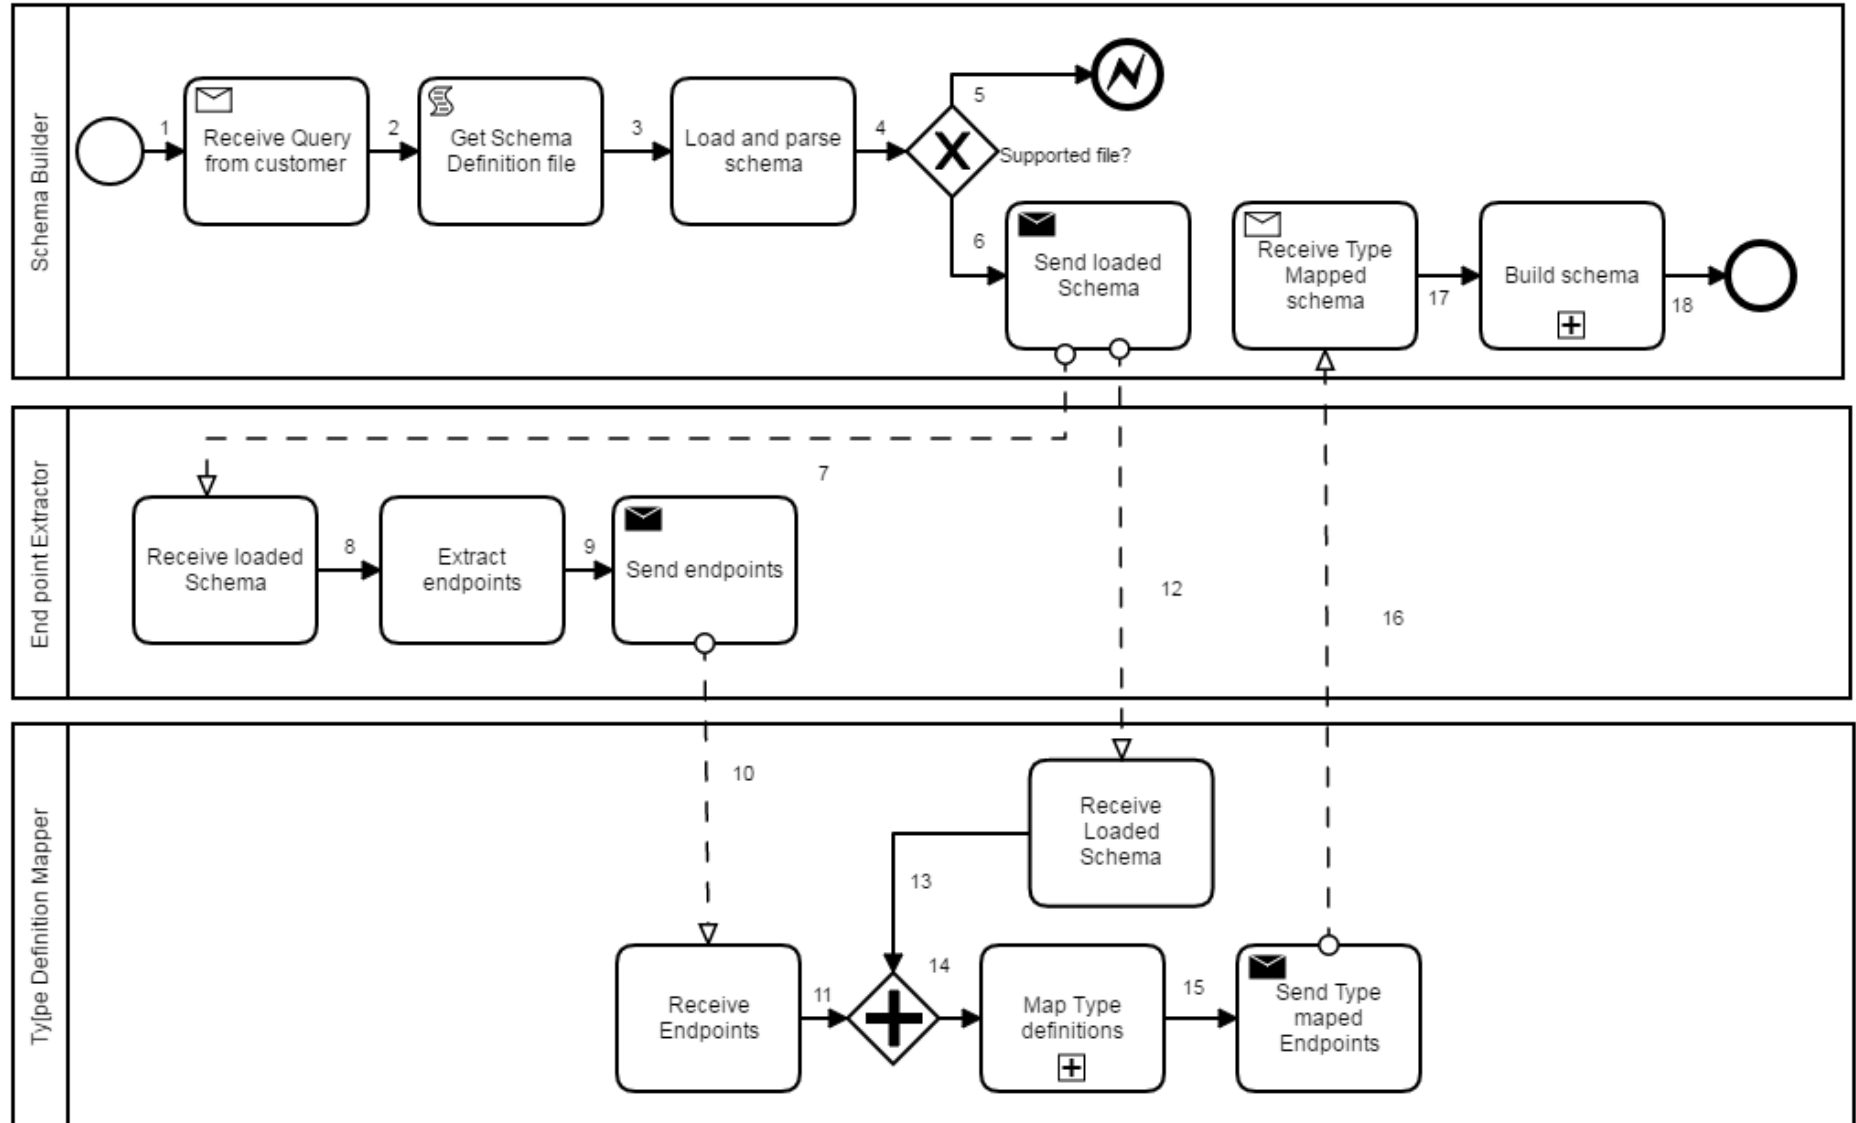 Schema Builder
1
Receive Query
from customer
2
Get Schema
Definition file
3
Load and parse
schema
4
5
Supported file?
6
Send loaded
Schema
Receive Type
Mapped
schema
17
Build schema
18
End point Extractor
7
Receive loaded
Schema
8
Extract
endpoints
9
Send endpoints
12
16
Ty[pe Definition Mapper
10
Receive
Loaded
Schema
13
Receive
Endpoints
11
14
Map Type
definitions
15
Send Type
maped
Endpoints